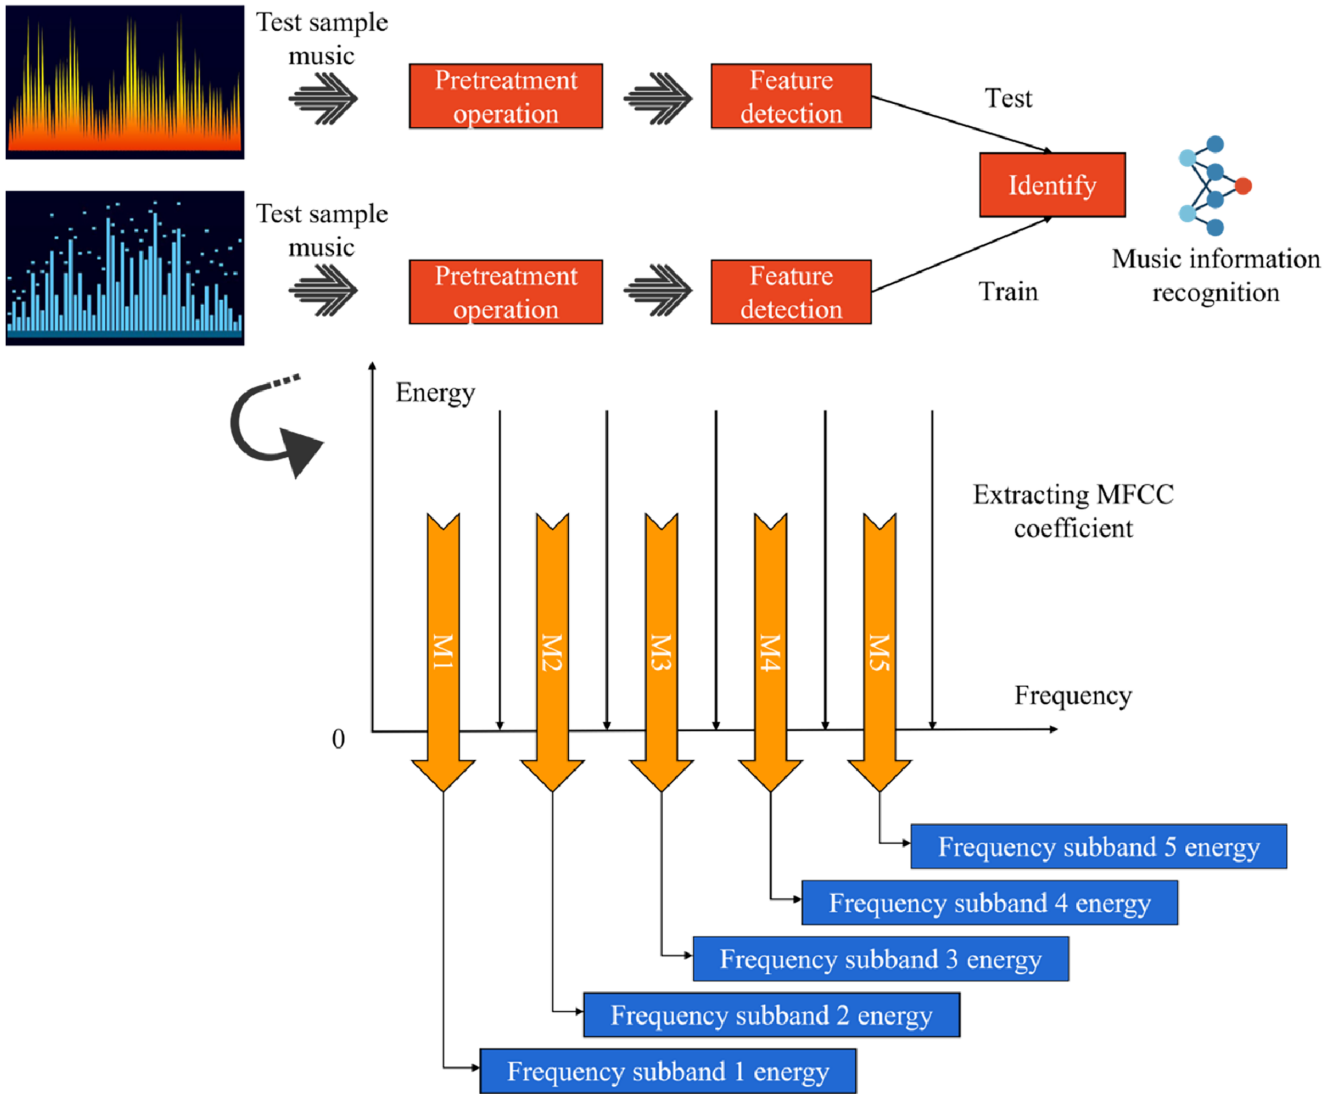 Test sample
music
Pretreatment
operation
Feature
detection
Test
Identify
Test sample
music
Pretreatment
operation
Feature
detection
Train
Music information
recognition
Energy
Extracting MFCC
coefficient
M1
M2
M3
M4
M5
Frequency
0
Frequency subband 5 energy
Frequency subband 4 energy
Frequency subband 3 energy
Frequency subband 2 energy
Frequency subband 1 energy